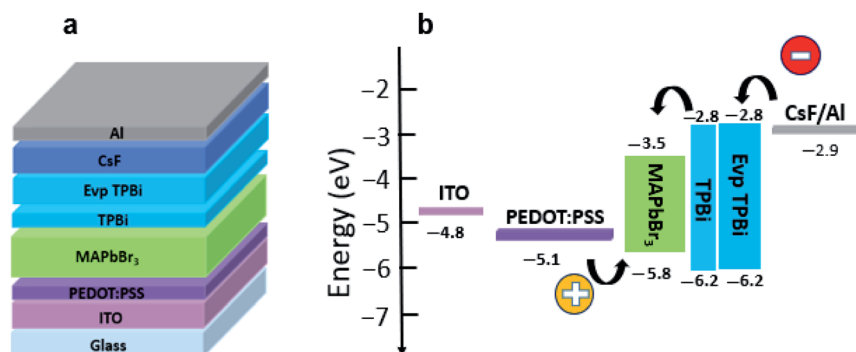 a
Al
CsF
Evp TPBi
TPBi
MAPbBr₃
PEDOT:PSS
ITO
Glass
b
Energy (eV)
−2
−3
−4
−5
−6
−7
ITO
−4.8
PEDOT:PSS
−5.1
+
−3.5
MAPbBr₃
−5.8
−2.8
TPBi
−6.2
−2.8
Evp TPBi
−6.2
−
CsF/Al
−2.9